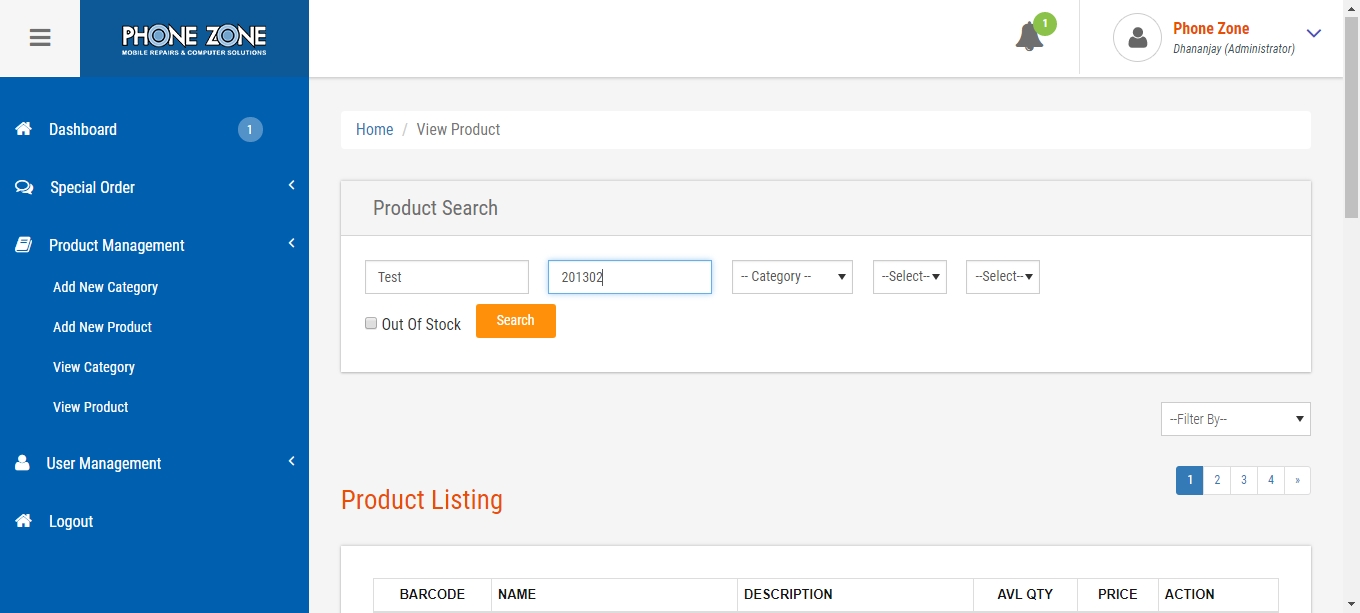 PHONE ZONE
MOBILE REPAIRS & COMPUTER SOLUTIONS
1
Phone Zone
Dhananjay (Administrator)
Dashboard 1
Special Order
Product Management
Add New Category
Add New Product
View Category
View Product
User Management
Logout
Home / View Product
Product Search
Test 201302 -- Category -- --Select-- --Select--
Out Of Stock Search
--Filter By--
1 2 3 4 »
Product Listing
BARCODE NAME DESCRIPTION AVL QTY PRICE ACTION